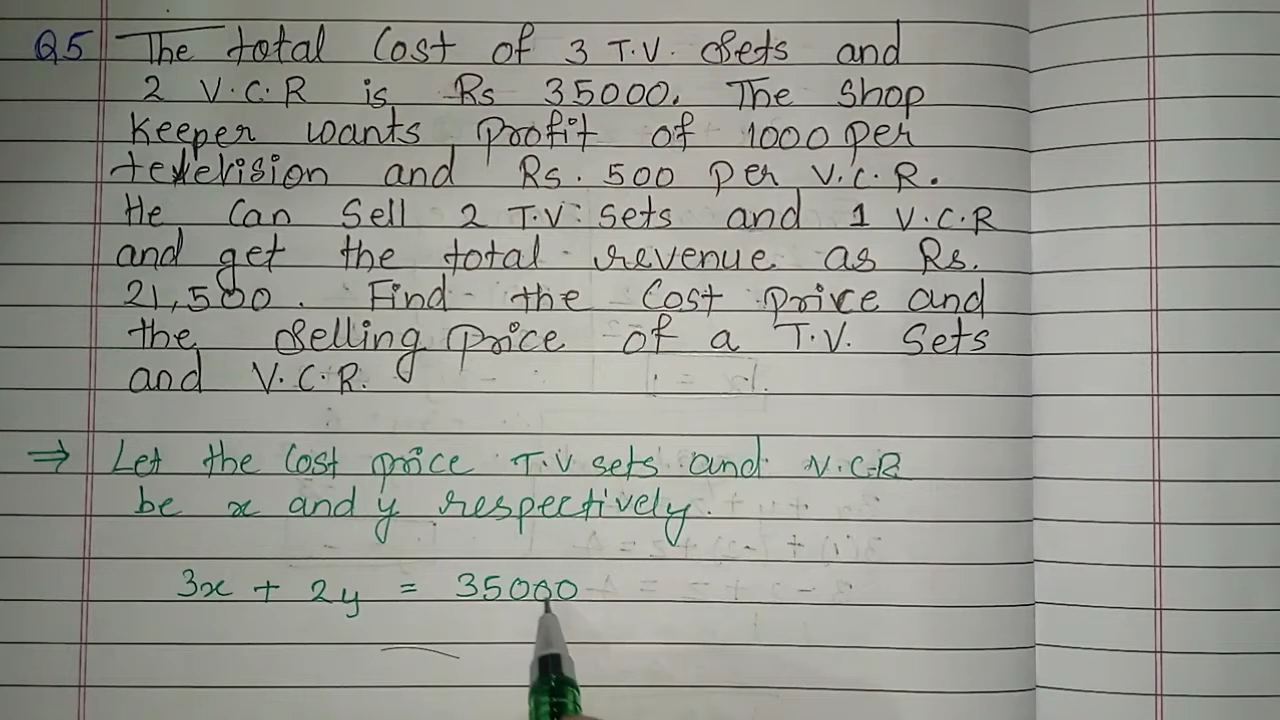 Q5 The total Cost of 3 T.V. Sets and
2 V.C.R is Rs 35000. The Shop
Keeper wants Profit of 1000 Per
television and Rs. 500 Per V.C.R.
He Can Sell 2 T.V. Sets and 1 V.C.R
and get the total revenue as Rs.
21,500. Find the Cost price and
the Selling Price of a T.V. Sets
and V.C.R.
⇒ Let the Cost price T.V sets and V.C.R
be x and y respectively.
3x + 2y = 35000